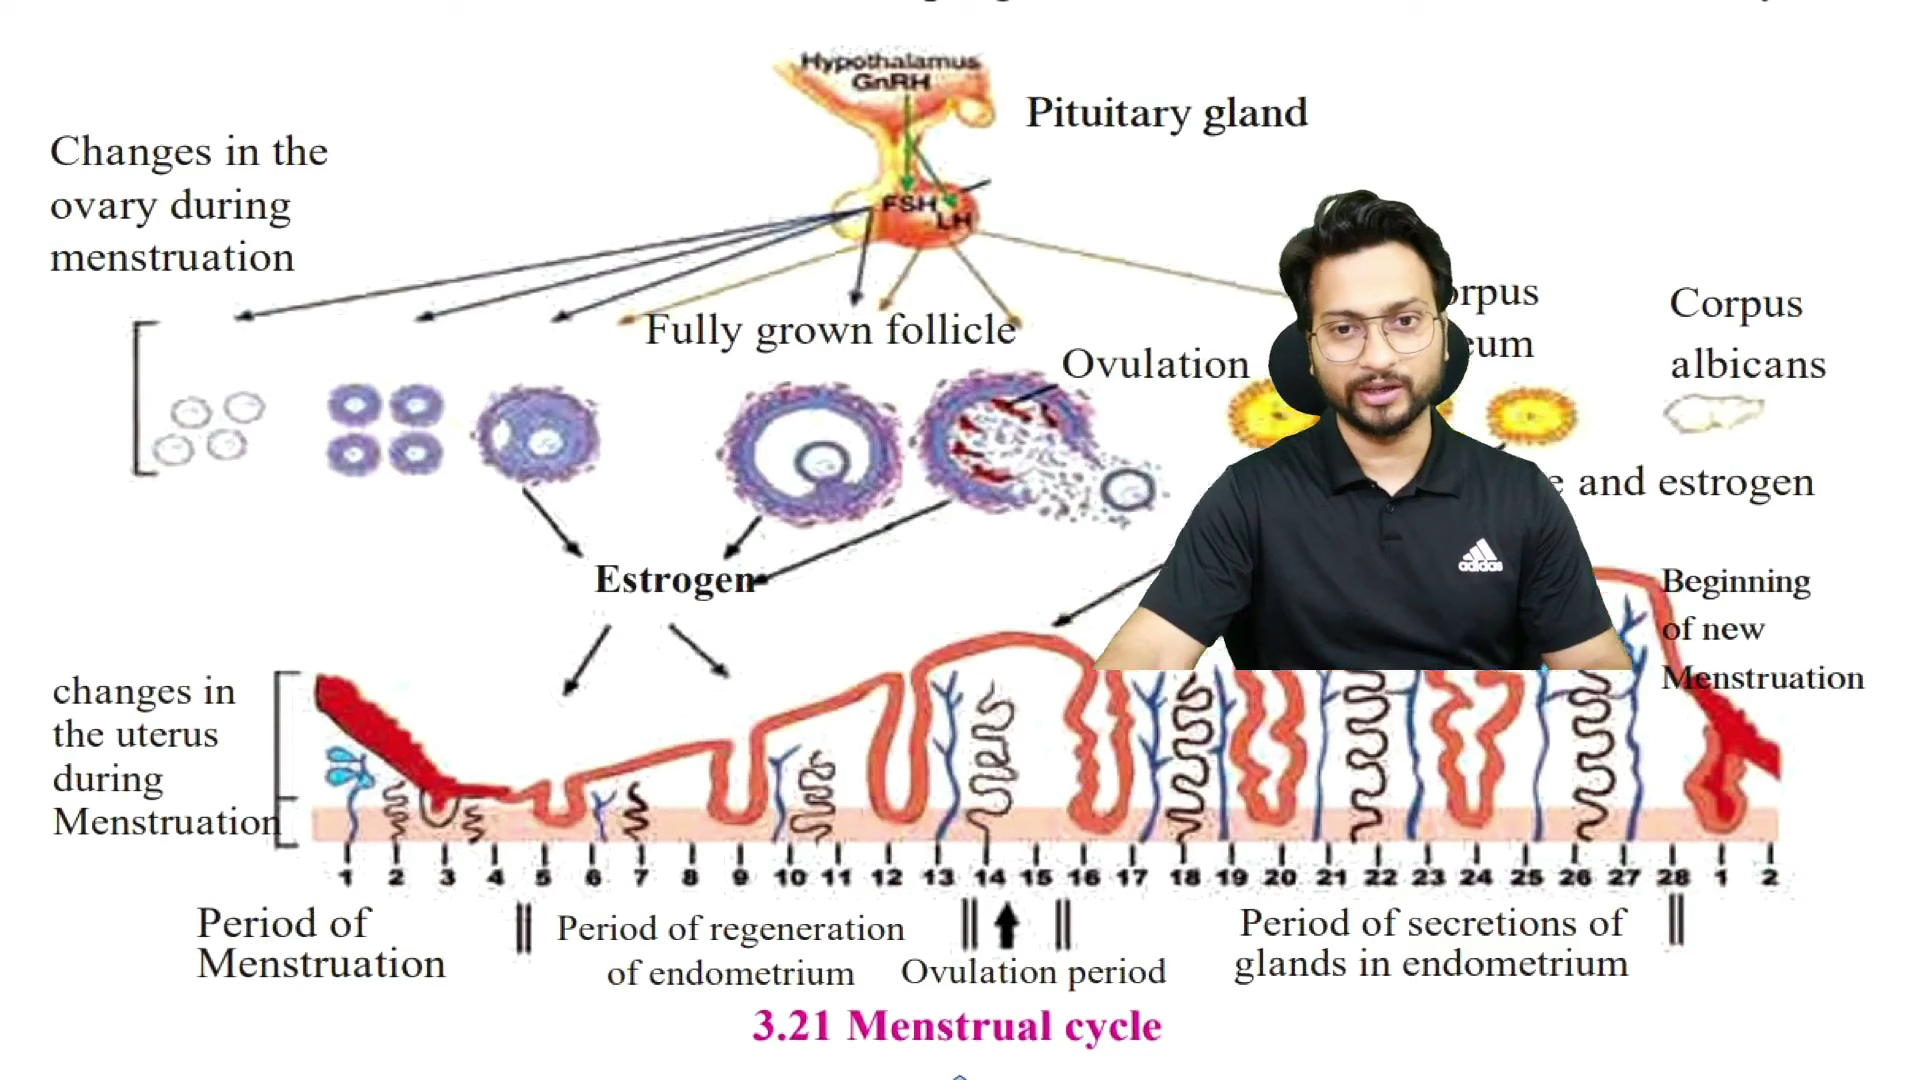 Hypothalamus
GnRH
Pituitary gland
Changes in the
ovary during
menstruation
FSH
LH
Fully grown follicle
Ovulation
Corpus
albicans
and estrogen
Estrogen
adidas
Beginning
of new
Menstruation
changes in
the uterus
during
Menstruation
1 2 3 4 5 6 7 8 9 10 11 12 13 14 15 16 17 18 19 20 21 22 23 24 25 26 27 28 1 2
Period of
Menstruation
Period of regeneration
of endometrium
Ovulation period
Period of secretions of
glands in endometrium
3.21 Menstrual cycle